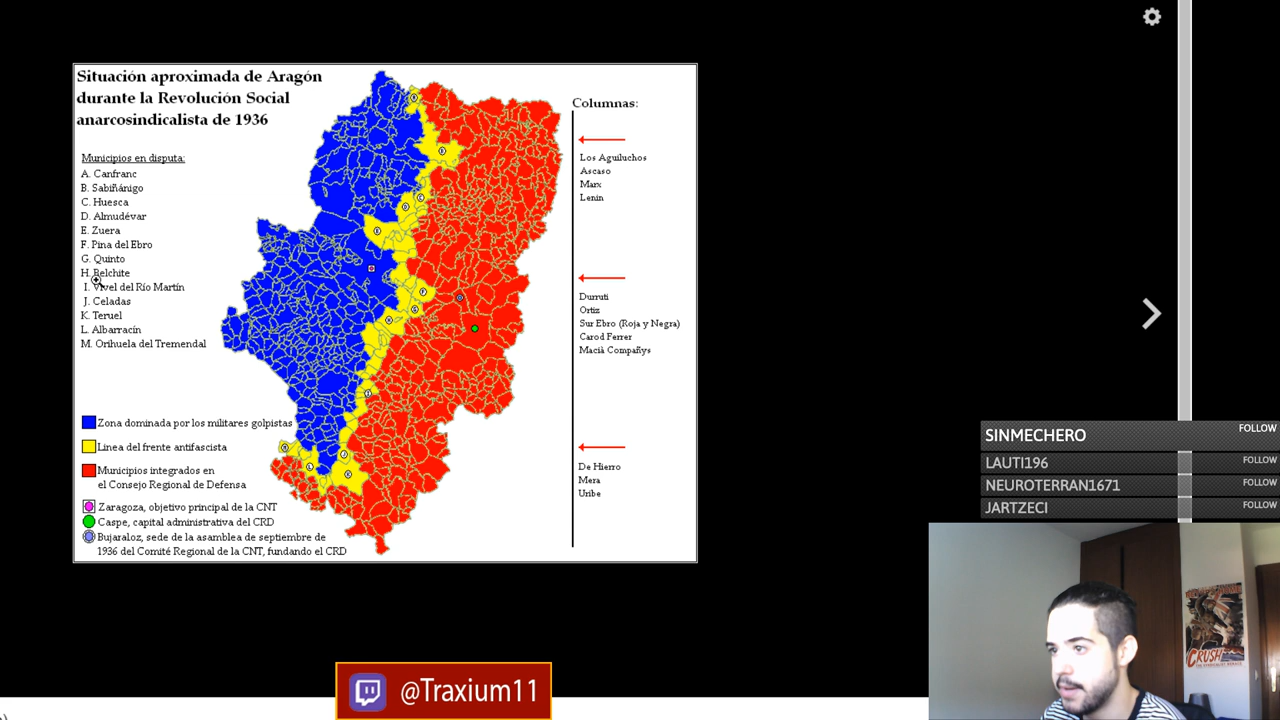 Situación aproximada de Aragón
durante la Revolución Social
anarcosindicalista de 1936
Municipios en disputa:
A. Canfranc
B. Sabiñánigo
C. Huesca
D. Almudévar
E. Zuera
F. Pina del Ebro
G. Quinto
H. Belchite
I. Vivel del Río Martín
J. Celadas
K. Teruel
L. Albarracín
M. Orihuela del Tremendal
Zona dominada por los militares golpistas
Línea del frente antifascista
Municipios integrados en
el Consejo Regional de Defensa
Zaragoza, objetivo principal de la CNT
Caspe, capital administrativa del CRD
Bujaraloz, sede de la asamblea de septiembre de
1936 del Comité Regional de la CNT, fundando el CRD
Columnas:
Los Aguiluchos
Ascaso
Marx
Lenin
Durruti
Ortiz
Sur Ebro (Roja y Negra)
Carod Ferrer
Macià Companys
De Hierro
Mera
Uribe
SINMECHERO FOLLOW
LAUTI196 FOLLOW
NEUROTERRAN1671 FOLLOW
JARTZECI FOLLOW
CRUSH
@Traxium11